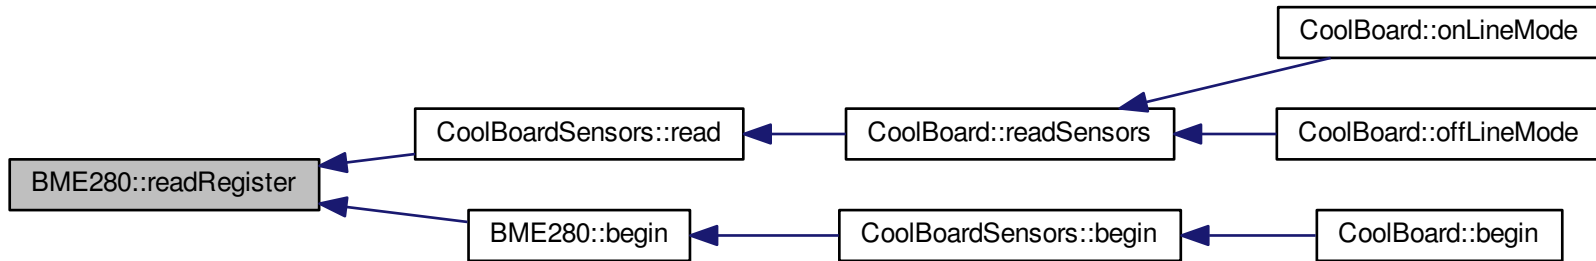 CoolBoard::onLineMode
CoolBoardSensors::read
CoolBoard::readSensors
CoolBoard::offLineMode
BME280::readRegister
BME280::begin
CoolBoardSensors::begin
CoolBoard::begin